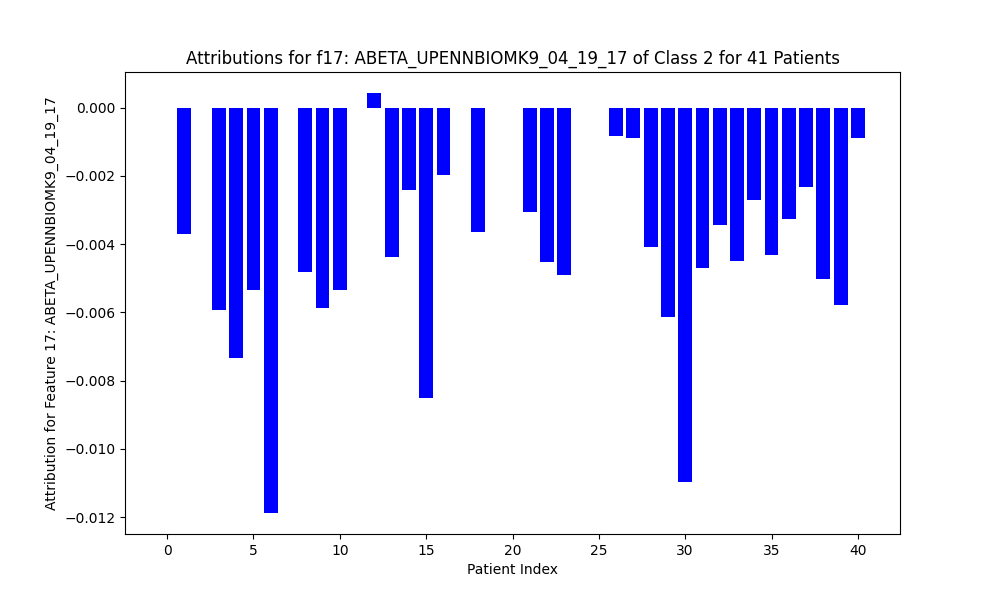 Attributions for f17: ABETA_UPENNBIOMK9_04_19_17 of Class 2 for 41 Patients
Attribution for Feature 17: ABETA_UPENNBIOMK9_04_19_17
0.000
−0.002
−0.004
−0.006
−0.008
−0.010
−0.012
0 5 10 15 20 25 30 35 40
Patient Index